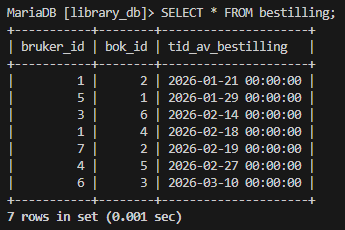 MariaDB [library_db]> SELECT * FROM bestilling;
+-----------+--------+---------------------+
| bruker_id | bok_id | tid_av_bestilling   |
+-----------+--------+---------------------+
|         1 |      2 | 2026-01-21 00:00:00 |
|         5 |      1 | 2026-01-29 00:00:00 |
|         3 |      6 | 2026-02-14 00:00:00 |
|         1 |      4 | 2026-02-18 00:00:00 |
|         7 |      2 | 2026-02-19 00:00:00 |
|         4 |      5 | 2026-02-27 00:00:00 |
|         6 |      3 | 2026-03-10 00:00:00 |
+-----------+--------+---------------------+
7 rows in set (0.001 sec)